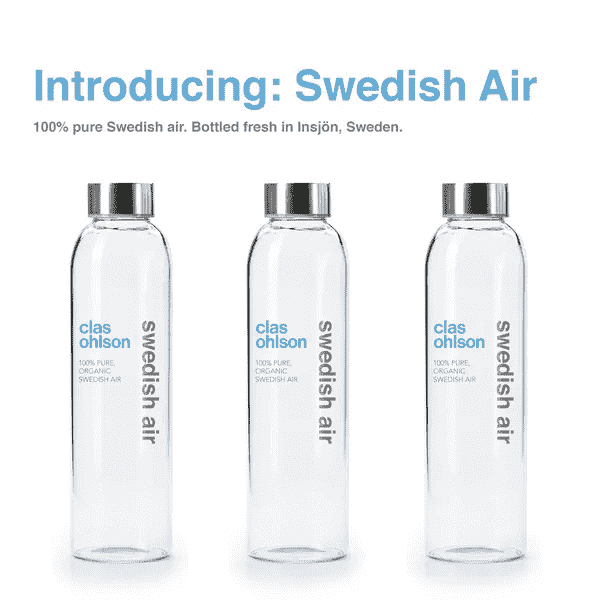 Introducing: Swedish Air
100% pure Swedish air. Bottled fresh in Insjön, Sweden.
clas
ohlson
100% PURE,
ORGANIC
SWEDISH AIR
swedish air
clas
ohlson
100% PURE,
ORGANIC
SWEDISH AIR
swedish air
clas
ohlson
100% PURE,
ORGANIC
SWEDISH AIR
swedish air